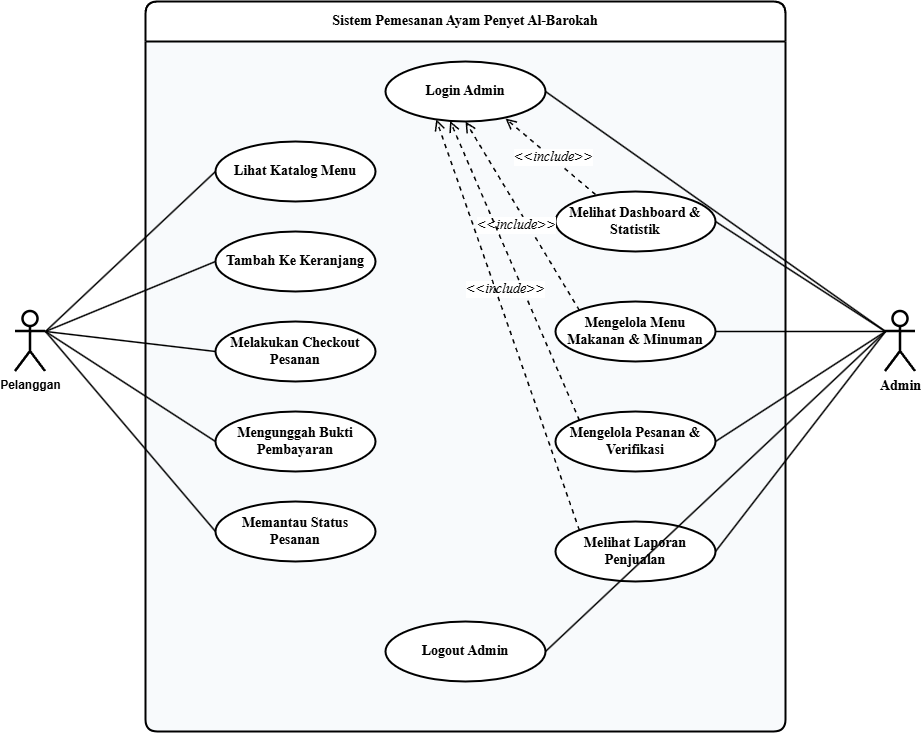 Sistem Pemesanan Ayam Penyet Al-Barokah
Login Admin
<<include>>
Lihat Katalog Menu
Melihat Dashboard &
Statistik
<<include>>
Tambah Ke Keranjang
<<include>>
Mengelola Menu
Makanan & Minuman
Melakukan Checkout
Pesanan
Pelanggan
Admin
Mengunggah Bukti
Pembayaran
Mengelola Pesanan &
Verifikasi
Memantau Status
Pesanan
Melihat Laporan
Penjualan
Logout Admin